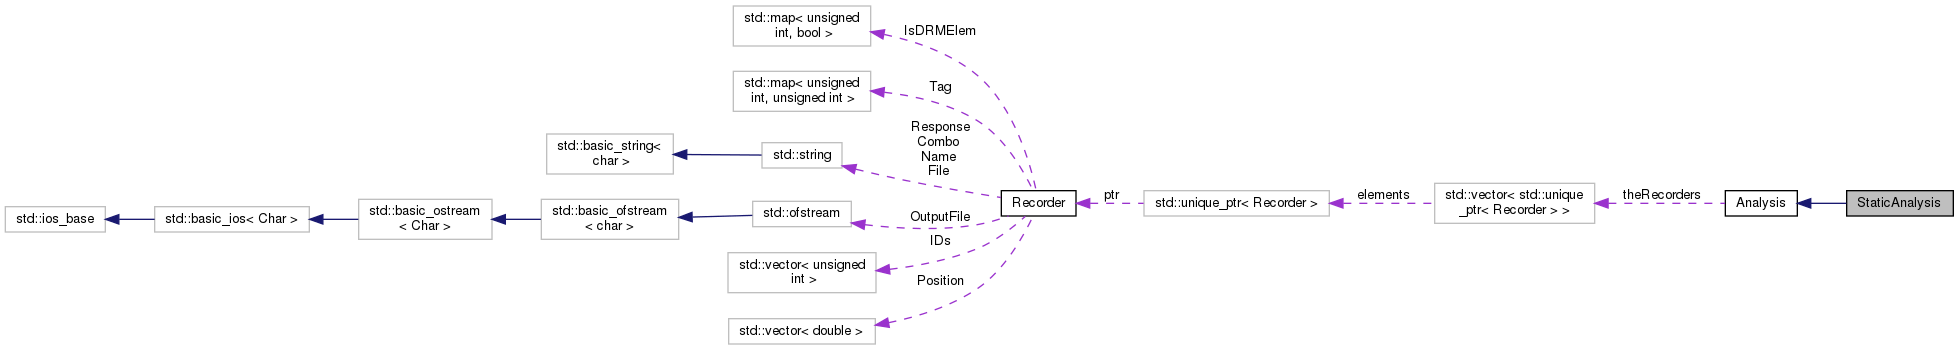 std::map< unsigned
int, bool >
IsDRMElem
std::map< unsigned
int, unsigned int >
Tag
std::basic_string<
char >
std::string
Response
Combo
Name
File
std::ios_base
std::basic_ios< Char >
std::basic_ostream
< Char >
std::basic_ofstream
< char >
std::ofstream
OutputFile
IDs
std::vector< unsigned
int >
Position
std::vector< double >
Recorder
ptr
std::unique_ptr< Recorder >
elements
std::vector< std::unique
_ptr< Recorder > >
theRecorders
Analysis
StaticAnalysis